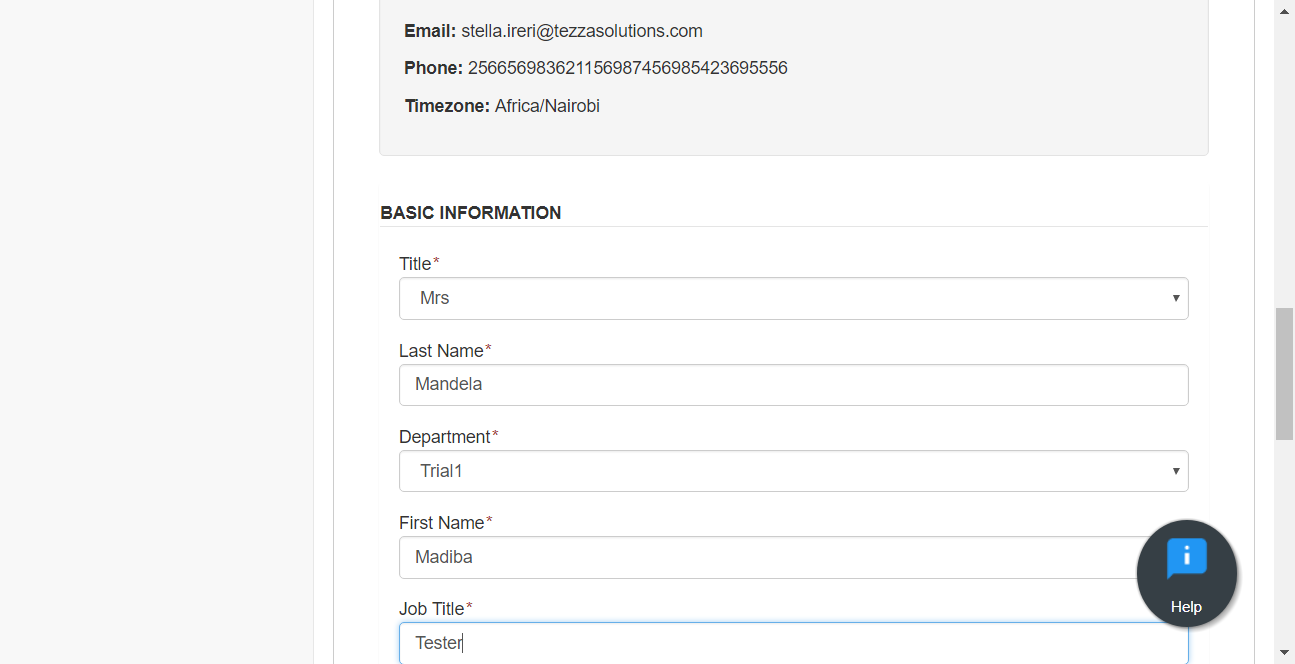 Email: stella.ireri@tezzasolutions.com
Phone: 256656983621156987456985423695556
Timezone: Africa/Nairobi
BASIC INFORMATION
Title*
Mrs
Last Name*
Mandela
Department*
Trial1
First Name*
Madiba
Job Title*
Tester
Help